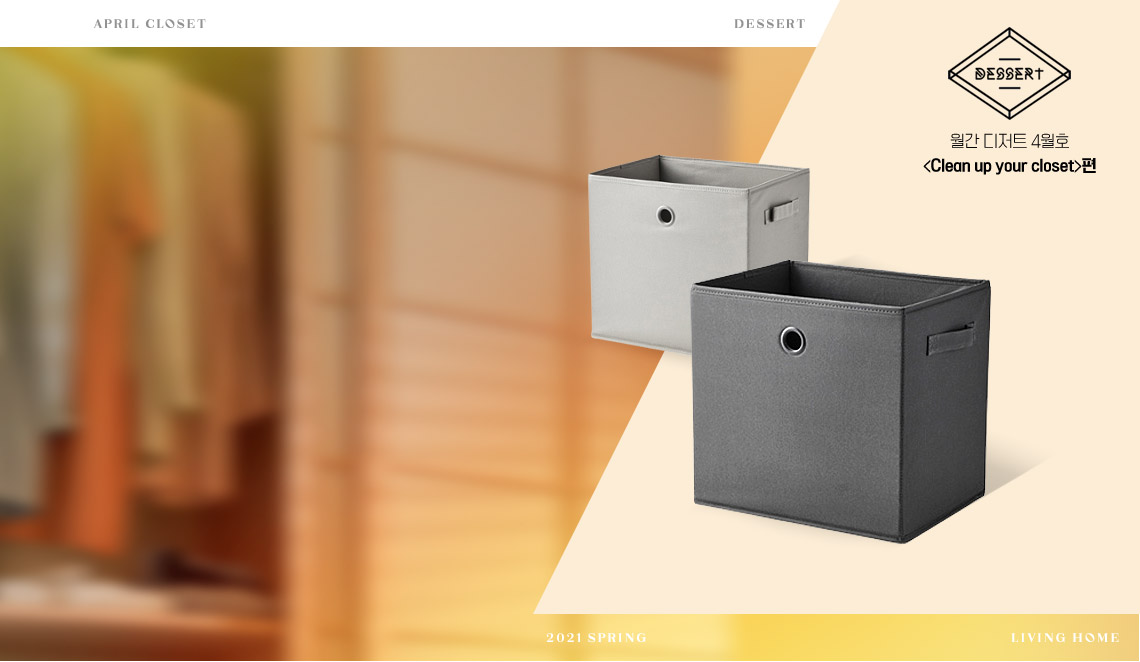 APRIL CLOSET
DESSERT
DESSERT
월간 디저트 4월호
<Clean up your closet>편
2021 SPRING
LIVING HOME